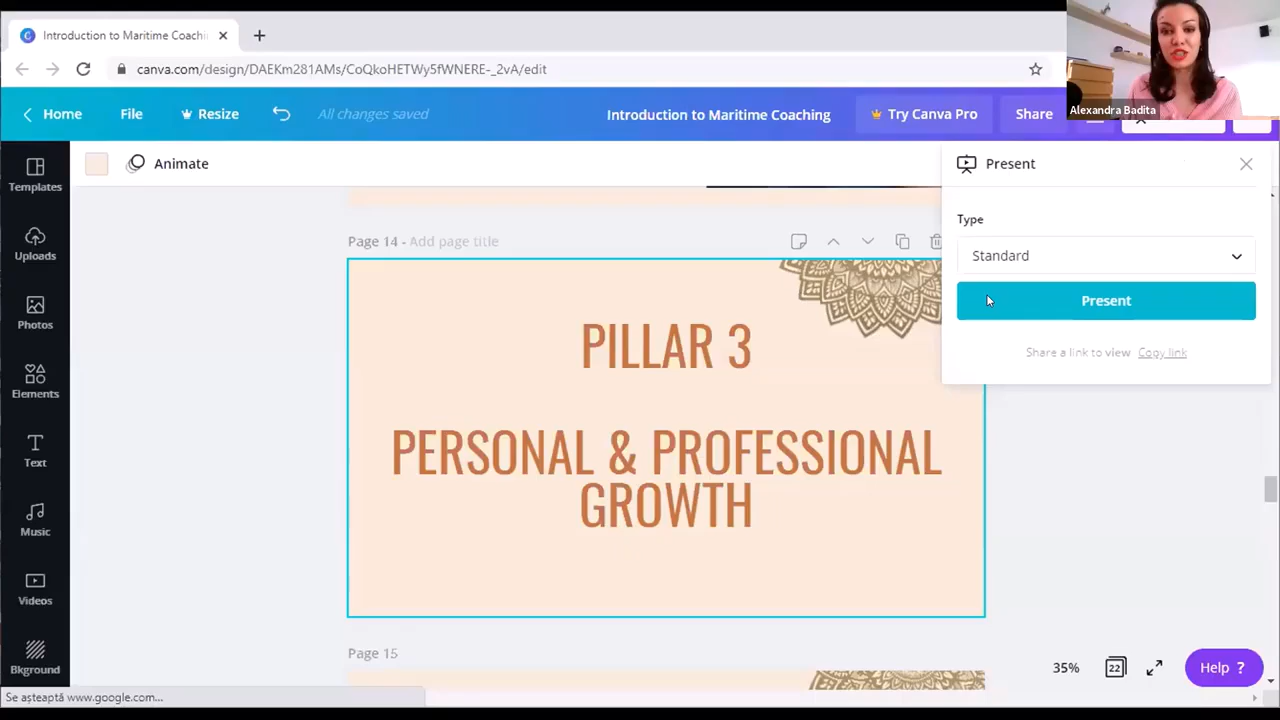 Introduction to Maritime Coachi
canva.com/design/DAEKm281AMs/CoQkoHETWy5fWNERE-_2vA/edit
Alexandra Badita
Home
File
Resize
All changes saved
Introduction to Maritime Coaching
Try Canva Pro
Share
Templates
Uploads
Photos
Elements
Text
Music
Videos
Bkground
Animate
Present
Type
Standard
Present
Share a link to view Copy link
Page 14 - Add page title
PILLAR 3
PERSONAL & PROFESSIONAL
GROWTH
Page 15
35%
22
Help ?
Se așteaptă www.google.com...